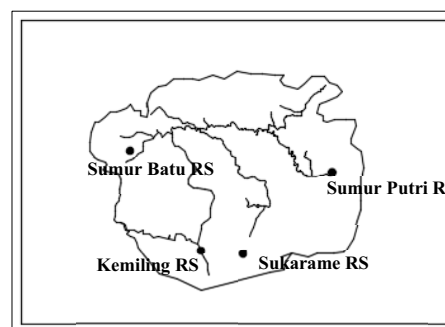 Sumur Batu RS
Sumur Putri R
Kemiling RS
Sukarame RS